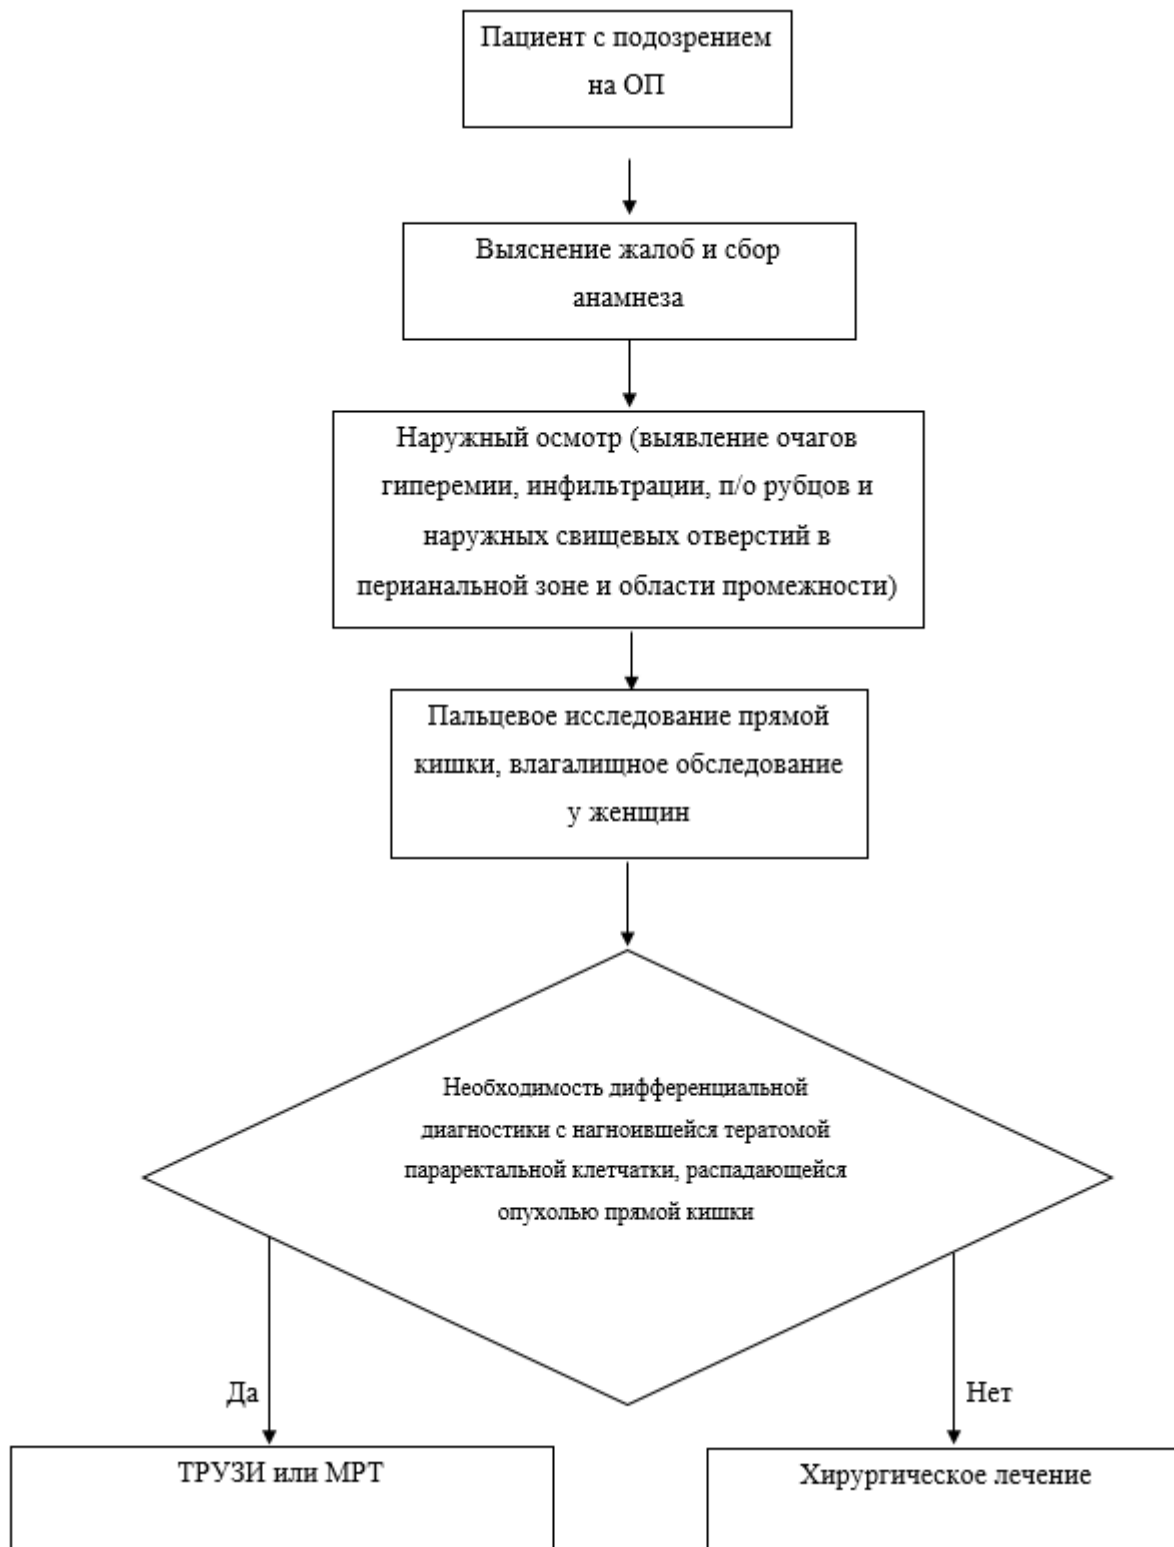 Пациент с подозрением
на ОП
Выяснение жалоб и сбор
анамнеза
Наружный осмотр (выявление очагов
гиперемии, инфильтрации, п/о рубцов и
наружных свищевых отверстий в
перианальной зоне и области промежности)
Пальцевое исследование прямой
кишки, влагалищное обследование
у женщин
Необходимость дифференциальной
диагностики с нагноившейся тератомой
параректальной клетчатки, распадающейся
опухолью прямой кишки
Да
Нет
ТРУЗИ или МРТ
Хирургическое лечение